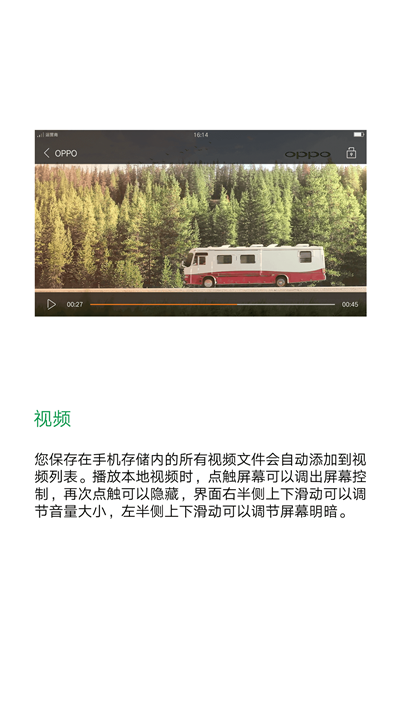 运营商
16:14
OPPO
oppo
00:27
00:45
视频
您保存在手机存储内的所有视频文件会自动添加到视
频列表。播放本地视频时，点触屏幕可以调出屏幕控
制，再次点触可以隐藏，界面右半侧上下滑动可以调
节音量大小，左半侧上下滑动可以调节屏幕明暗。